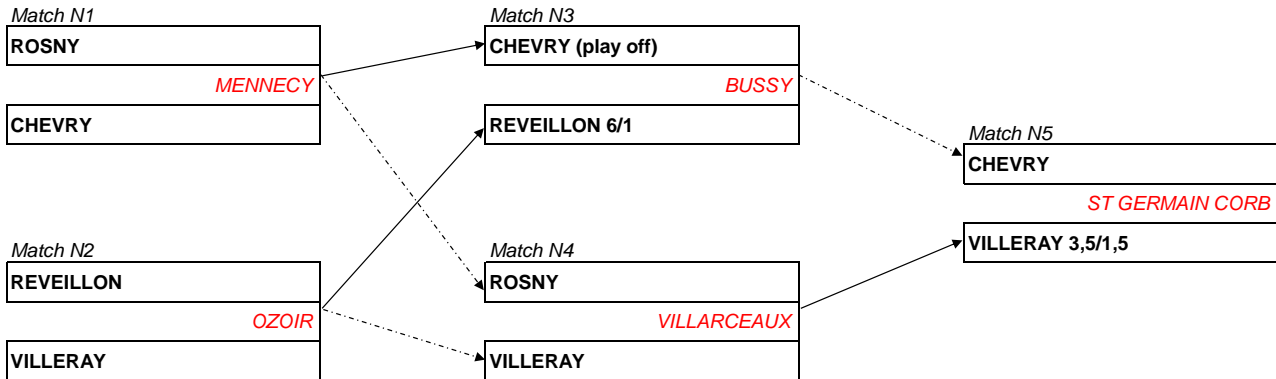 Match N1
ROSNY
MENNECY
CHEVRY
Match N2
REVEILLON
OZOIR
VILLERAY
Match N3
CHEVRY (play off)
BUSSY
REVEILLON 6/1
Match N4
ROSNY
VILLARCEAUX
VILLERAY
Match N5
CHEVRY
ST GERMAIN CORB
VILLERAY 3,5/1,5